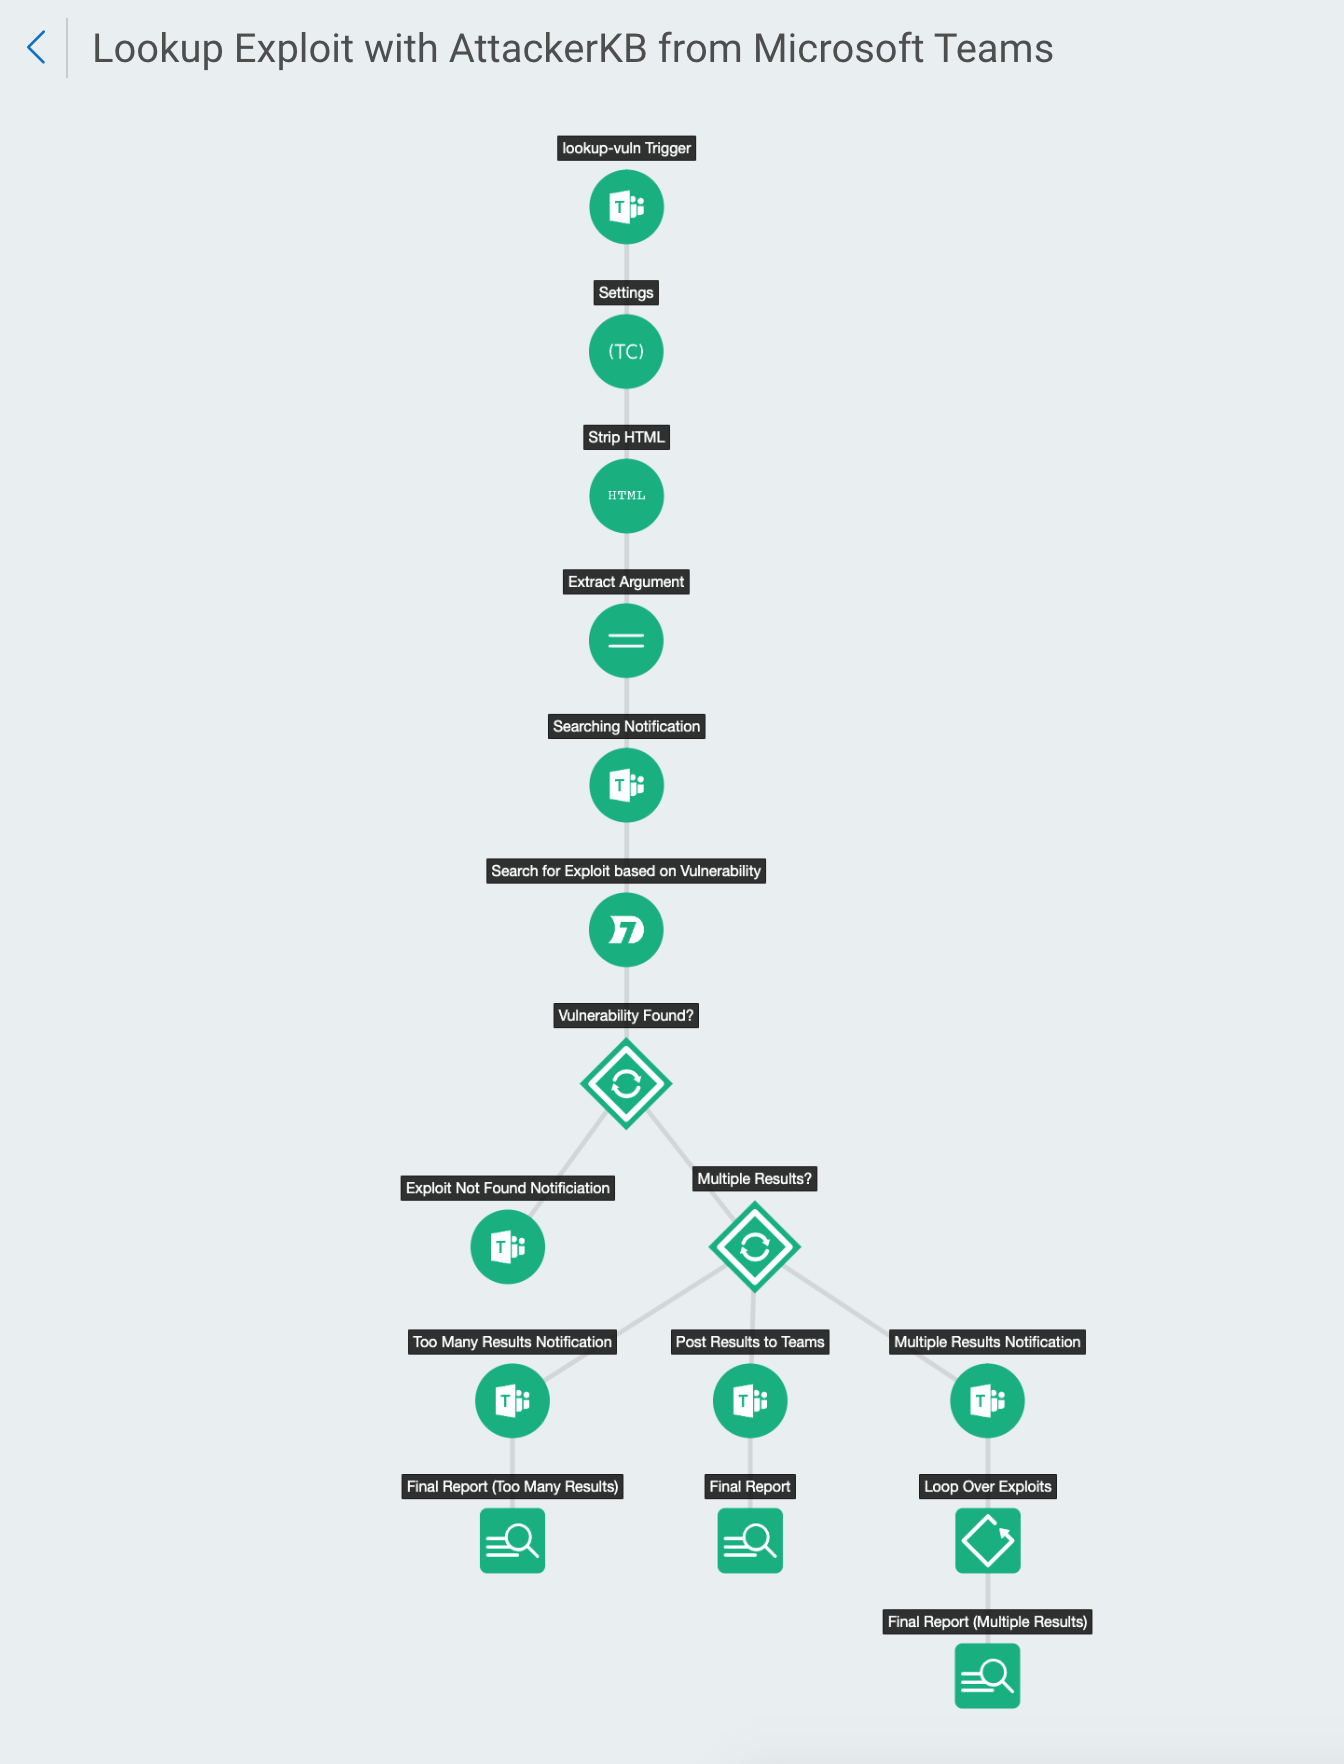 Lookup Exploit with AttackerKB from Microsoft Teams
lookup-vuln Trigger
T
Settings
(TC)
Strip HTML
HTML
Extract Argument
Searching Notification
T
Search for Exploit based on Vulnerability
7
Vulnerability Found?
Exploit Not Found Notificiation
T
Multiple Results?
Too Many Results Notification
T
Post Results to Teams
T
Multiple Results Notification
T
Final Report (Too Many Results)
Final Report
Loop Over Exploits
Final Report (Multiple Results)